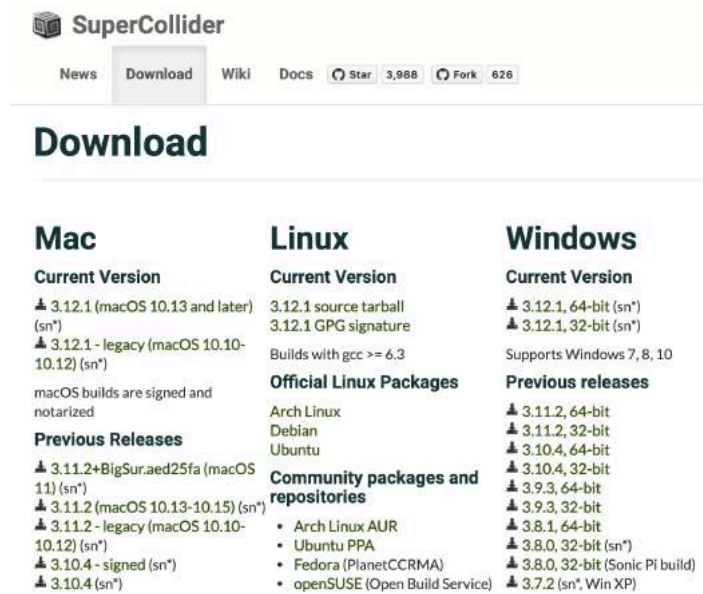 SuperCollider
News Download Wiki Docs Star 3,988 Fork 626
Download
Mac
Current Version
3.12.1 (macOS 10.13 and later)
(sn*)
3.12.1 - legacy (macOS 10.10-
10.12) (sn*)
macOS builds are signed and
notarized
Previous Releases
3.11.2+BigSur.aed25fa (macOS
11) (sn*)
3.11.2 (macOS 10.13-10.15) (sn*)
3.11.2 - legacy (macOS 10.10-
10.12) (sn*)
3.10.4 - signed (sn*)
3.10.4 (sn*)
Linux
Current Version
3.12.1 source tarball
3.12.1 GPG signature
Builds with gcc >= 6.3
Official Linux Packages
Arch Linux
Debian
Ubuntu
Community packages and
repositories
• Arch Linux AUR
• Ubuntu PPA
• Fedora (PlanetCCRMA)
• openSUSE (Open Build Service)
Windows
Current Version
3.12.1, 64-bit (sn*)
3.12.1, 32-bit (sn*)
Supports Windows 7, 8, 10
Previous releases
3.11.2, 64-bit
3.11.2, 32-bit
3.10.4, 64-bit
3.10.4, 32-bit
3.9.3, 64-bit
3.9.3, 32-bit
3.8.1, 64-bit
3.8.0, 32-bit (sn*)
3.8.0, 32-bit (Sonic Pi build)
3.7.2 (sn*, Win XP)